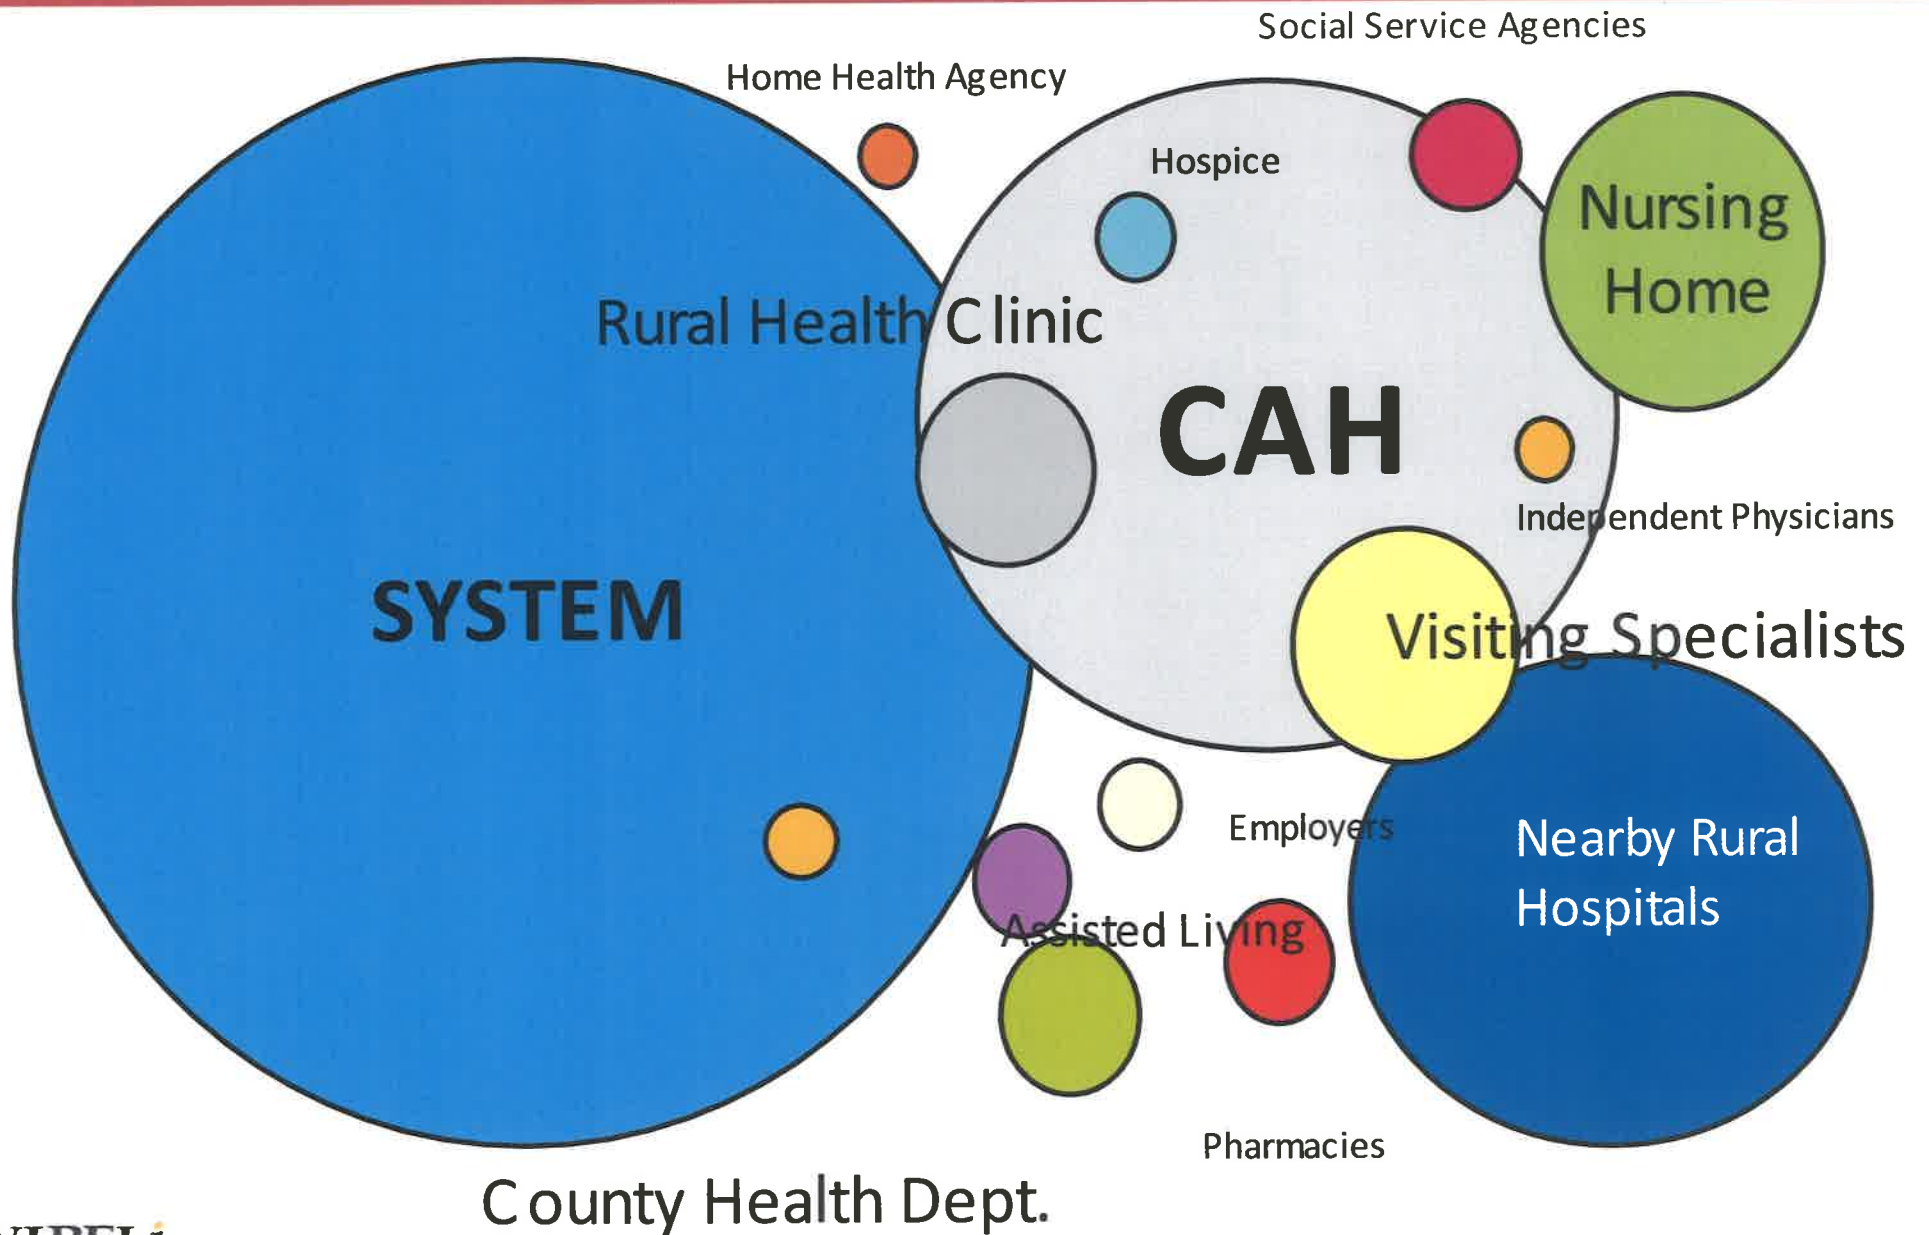 Social Service Agencies
Home Health Agency
Hospice
Nursing
Home
Rural Health Clinic
CAH
Independent Physicians
SYSTEM
Visiting Specialists
Employers
Nearby Rural
Hospitals
Assisted Living
Pharmacies
County Health Dept.